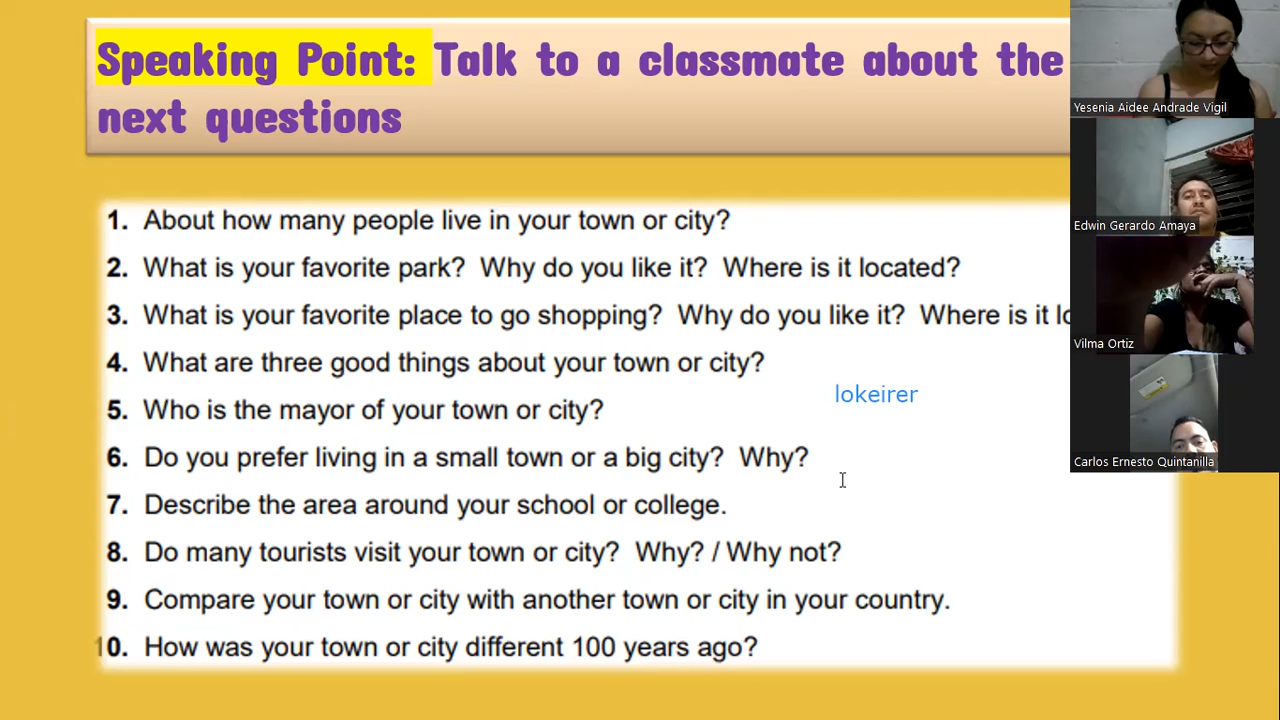 Speaking Point: Talk to a classmate about the
next questions
1. About how many people live in your town or city?
2. What is your favorite park? Why do you like it? Where is it located?
3. What is your favorite place to go shopping? Why do you like it? Where is it lo
4. What are three good things about your town or city?
lokeirer
5. Who is the mayor of your town or city?
6. Do you prefer living in a small town or a big city? Why?
7. Describe the area around your school or college.
8. Do many tourists visit your town or city? Why? / Why not?
9. Compare your town or city with another town or city in your country.
10. How was your town or city different 100 years ago?
Yesenia Aidee Andrade Vigil
Edwin Gerardo Amaya
Vilma Ortiz
Carlos Ernesto Quintanilla